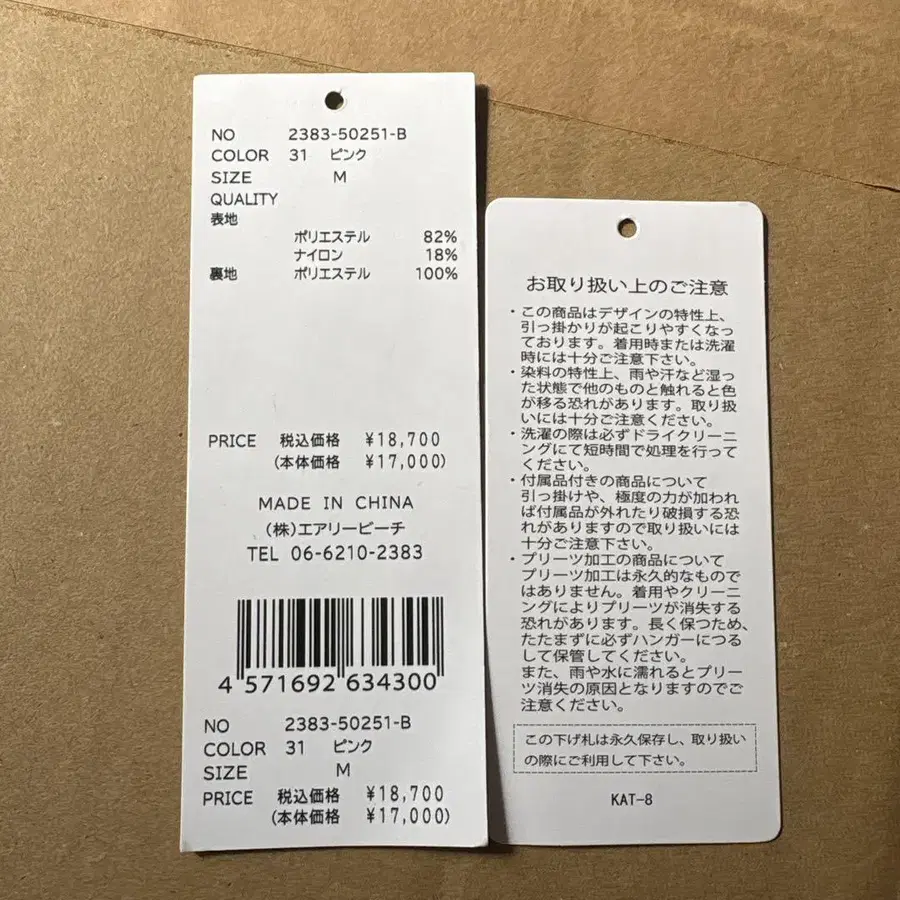 NO 2383-50251-B
COLOR 31 ピンク
SIZE M
QUALITY
表地
ポリエステル 82%
ナイロン 18%
裏地 ポリエステル 100%
PRICE 税込価格 ¥18,700
(本体価格 ¥17,000)
MADE IN CHINA
(株)エアリービーチ
TEL 06-6210-2383
4 571692 634300
NO 2383-50251-B
COLOR 31 ピンク
SIZE M
PRICE 税込価格 ¥18,700
(本体価格 ¥17,000)
お取り扱い上のご注意
・この商品はデザインの特性上、
引っ掛かりが起こりやすくなっ
ております。着用時または洗濯
時には十分ご注意下さい。
・染料の特性上、雨や汗など湿っ
た状態で他のものと触れると色
が移る恐れがあります。取り扱
いには十分ご注意ください。
・洗濯の際は必ずドライクリーニ
ングにて短時間で処理を行って
ください。
・付属品付きの商品について
引っ掛けや、極度の力が加われ
ば付属品が外れたり破損する恐
れがありますので取り扱いには
十分ご注意下さい。
・プリーツ加工の商品について
プリーツ加工は永久的なもので
はありません。着用やクリーニ
ングによりプリーツが消失する
恐れがあります。長く保つため、
たたまずに必ずハンガーにつる
して保管してください。
また、雨や水に濡れるとプリー
ツ消失の原因となりますのでご
注意ください。
この下げ札は永久保存し、取り扱い
の際にご利用して下さい。
KAT-8